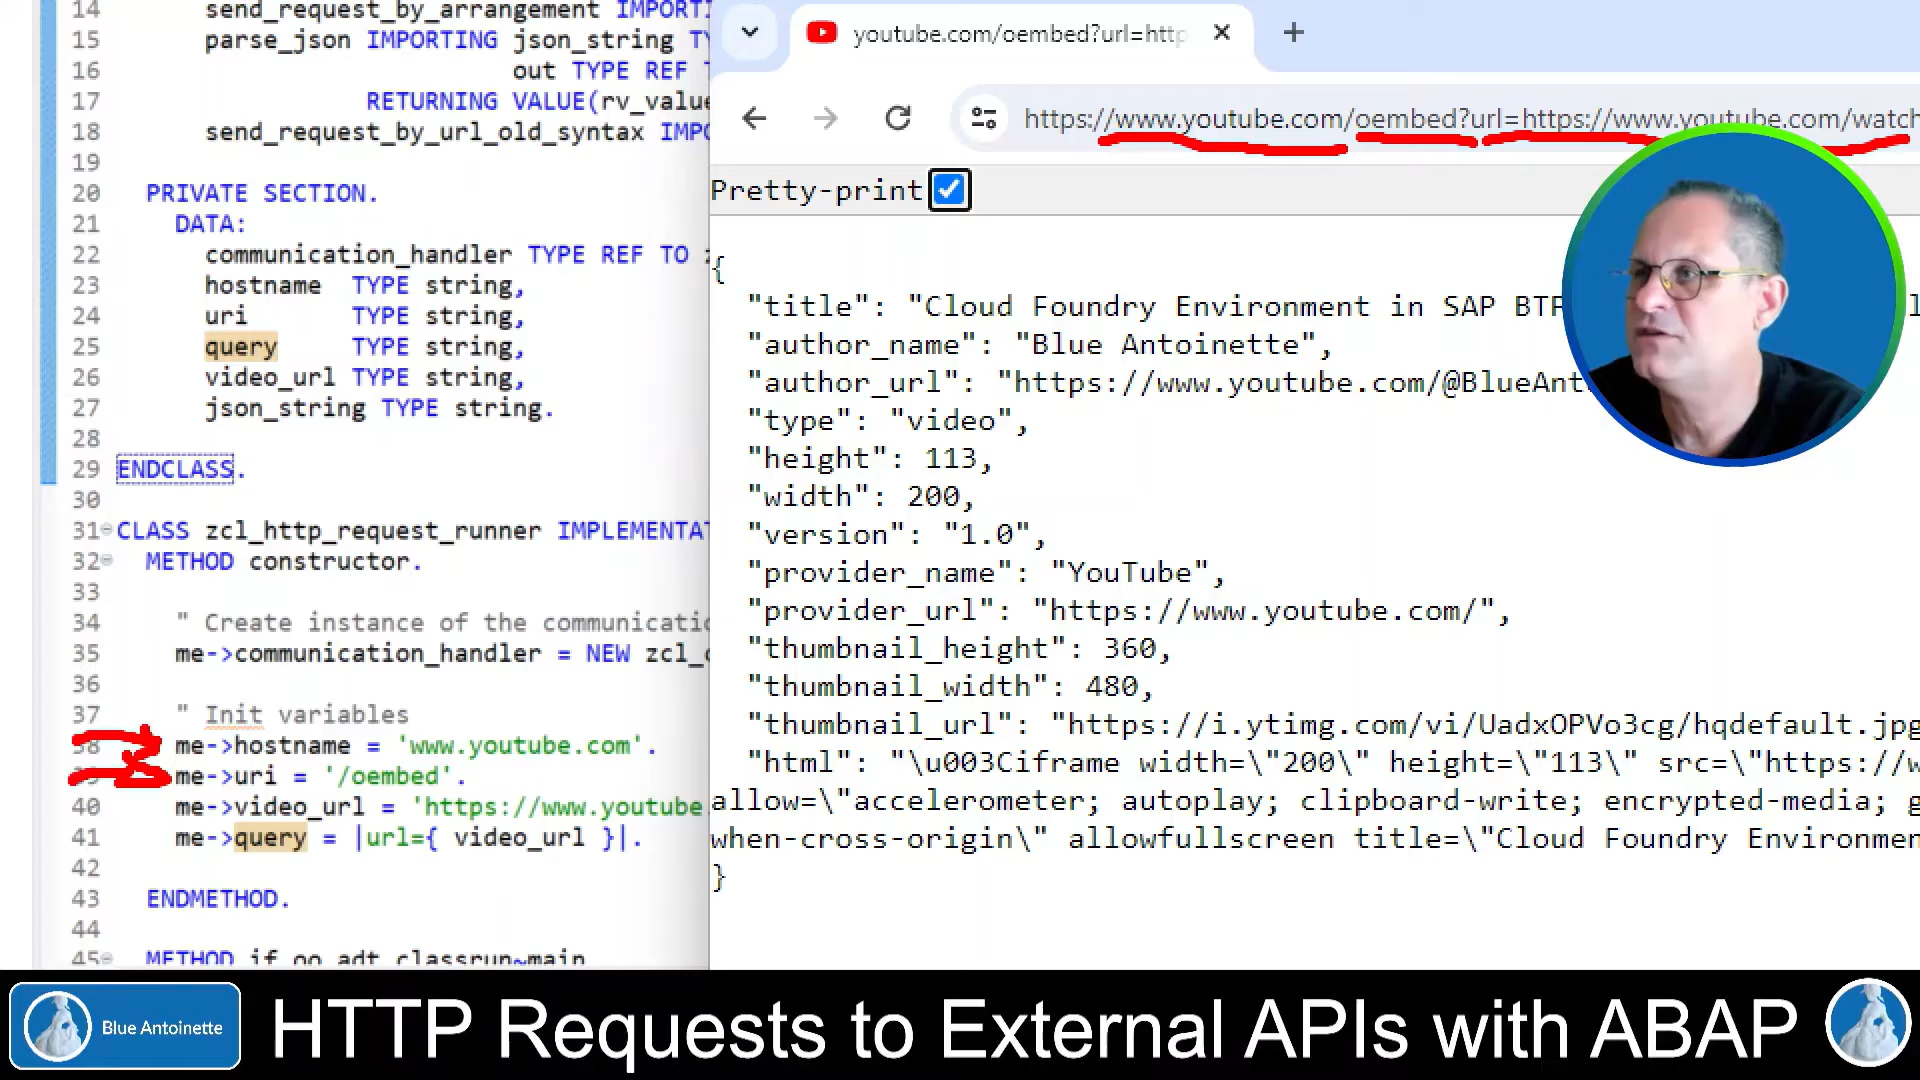 14 send_request_by_arrangement IMPORTI
15 parse_json IMPORTING json_string TY
16 out TYPE REF T
17 RETURNING VALUE(rv_value
18 send_request_by_url_old_syntax IMPO
19
20 PRIVATE SECTION.
21 DATA:
22 communication_handler TYPE REF TO
23 hostname TYPE string,
24 uri TYPE string,
25 query TYPE string,
26 video_url TYPE string,
27 json_string TYPE string.
28
29 ENDCLASS.
30
31 CLASS zcl_http_request_runner IMPLEMENTAT
32 METHOD constructor.
33
34 " Create instance of the communicatio
35 me->communication_handler = NEW zcl_c
36
37 " Init variables
me->hostname = 'www.youtube.com'.
me->uri = '/oembed'.
40 me->video_url = 'https://www.youtube.
41 me->query = |url={ video_url }|.
42
43 ENDMETHOD.
44
45 METHOD if_oo_adt_classrun~main
youtube.com/oembed?url=http
https://www.youtube.com/oembed?url=https://www.youtube.com/watch
Pretty-print
{
"title": "Cloud Foundry Environment in SAP BTP
"author_name": "Blue Antoinette",
"author_url": "https://www.youtube.com/@BlueAnt
"type": "video",
"height": 113,
"width": 200,
"version": "1.0",
"provider_name": "YouTube",
"provider_url": "https://www.youtube.com/",
"thumbnail_height": 360,
"thumbnail_width": 480,
"thumbnail_url": "https://i.ytimg.com/vi/UadxOPVo3cg/hqdefault.jpg
"html": "\u003Ciframe width=\"200\" height=\"113\" src=\"https://w
allow=\"accelerometer; autoplay; clipboard-write; encrypted-media; g
when-cross-origin\" allowfullscreen title=\"Cloud Foundry Environmen
}
Blue Antoinette
HTTP Requests to External APIs with ABAP